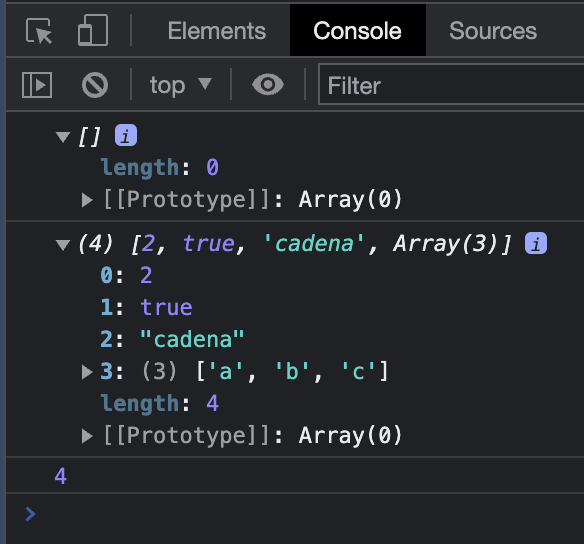 Elements Console Sources
top ▼ Filter
▼ [] i
length: 0
▶ [[Prototype]]: Array(0)
▼ (4) [2, true, 'cadena', Array(3)] i
0: 2
1: true
2: "cadena"
▶ 3: (3) ['a', 'b', 'c']
length: 4
▶ [[Prototype]]: Array(0)
4
>